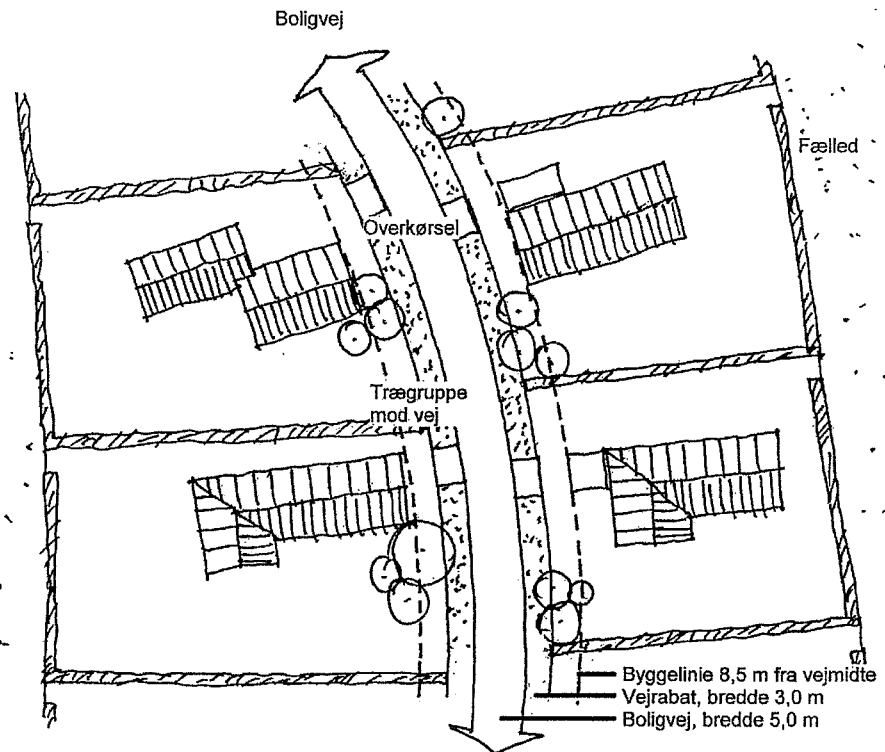 Boligvej
Fælled
Overkørsel
Trægruppe
mod vej
Byggelinie 8,5 m fra vejmidte
Vejrabat, bredde 3,0 m
Boligvej, bredde 5,0 m